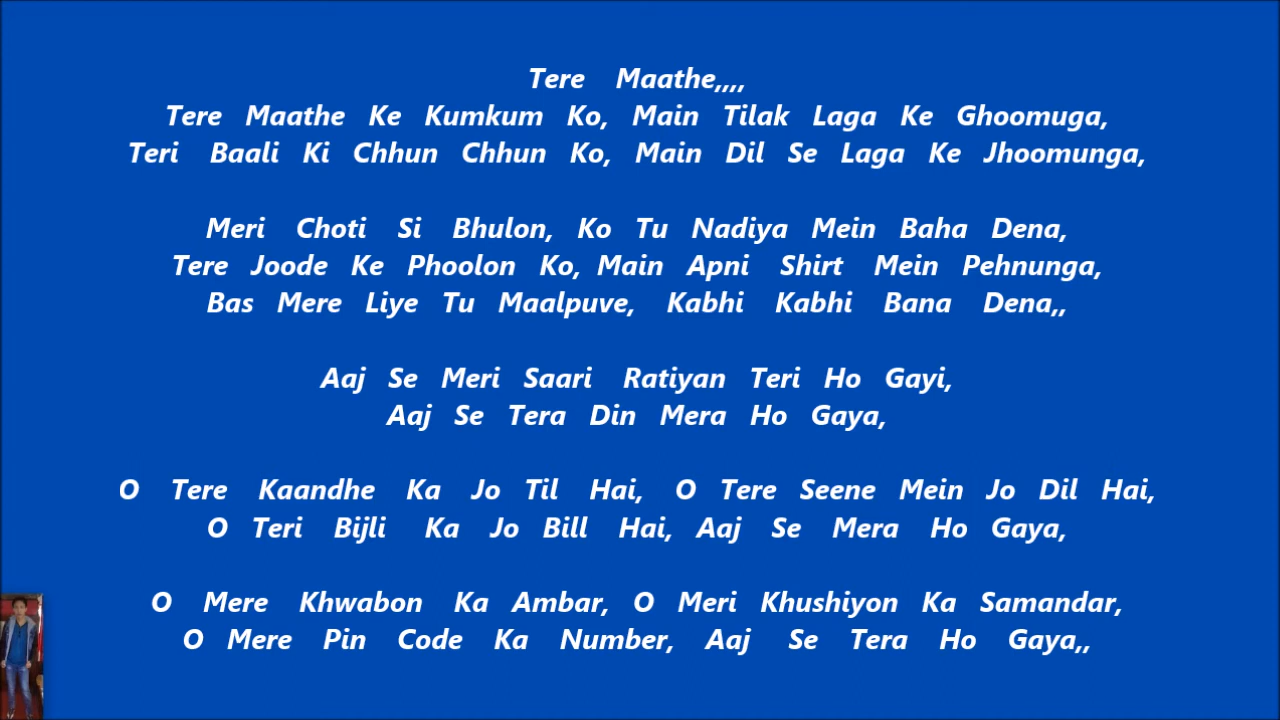 Tere Maathe,,,,
Tere Maathe Ke Kumkum Ko, Main Tilak Laga Ke Ghoomuga,
Teri Baali Ki Chhun Chhun Ko, Main Dil Se Laga Ke Jhoomunga,
Meri Choti Si Bhulon, Ko Tu Nadiya Mein Baha Dena,
Tere Joode Ke Phoolon Ko, Main Apni Shirt Mein Pehnunga,
Bas Mere Liye Tu Maalpuve, Kabhi Kabhi Bana Dena,,
Aaj Se Meri Saari Ratiyan Teri Ho Gayi,
Aaj Se Tera Din Mera Ho Gaya,
O Tere Kaandhe Ka Jo Til Hai, O Tere Seene Mein Jo Dil Hai,
O Teri Bijli Ka Jo Bill Hai, Aaj Se Mera Ho Gaya,
O Mere Khwabon Ka Ambar, O Meri Khushiyon Ka Samandar,
O Mere Pin Code Ka Number, Aaj Se Tera Ho Gaya,,